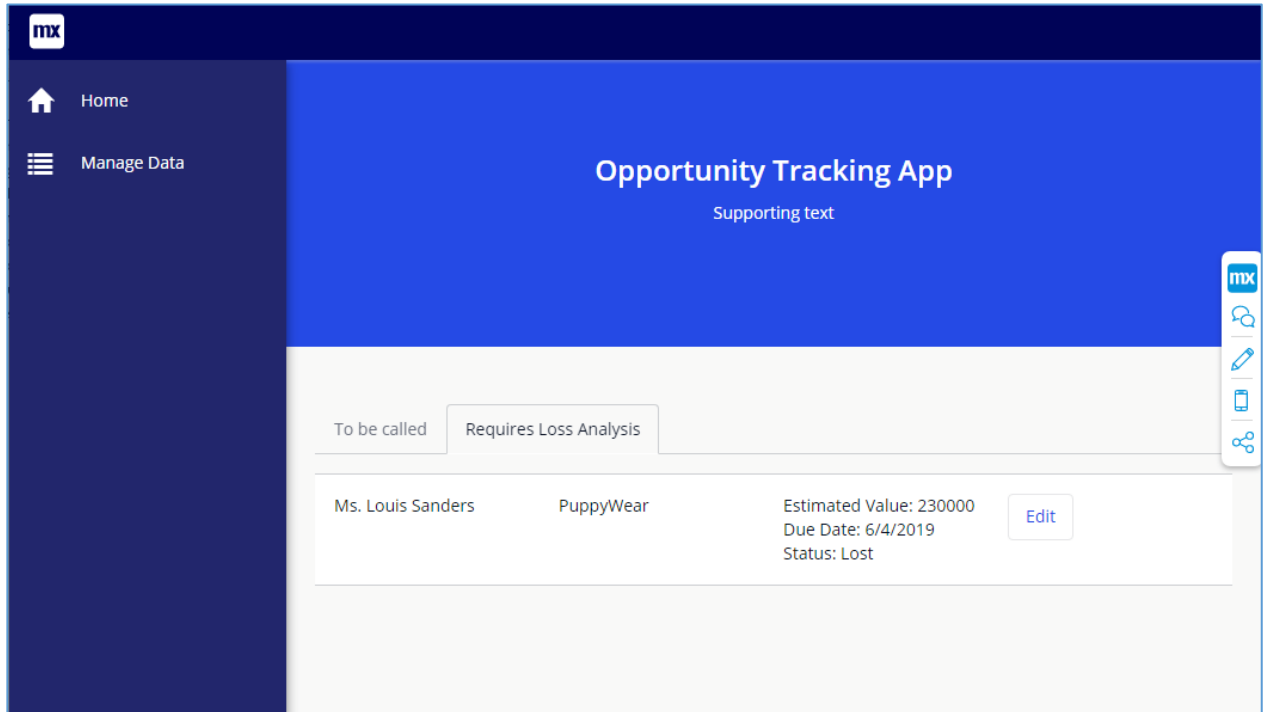 mx
Home
Manage Data
Opportunity Tracking App
Supporting text
mx
To be called
Requires Loss Analysis
Ms. Louis Sanders
PuppyWear
Estimated Value: 230000
Due Date: 6/4/2019
Status: Lost
Edit